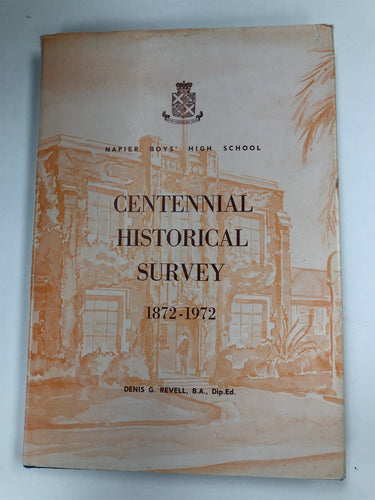 NAPIER BOYS' HIGH SCHOOL
CENTENNIAL
HISTORICAL
SURVEY
1872-1972
DENIS G. REVELL, B.A., Dip.Ed.